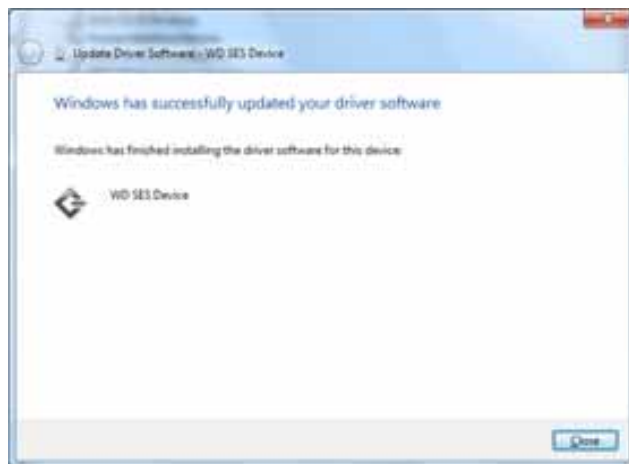 Update Driver Software - WD SES Device
Windows has successfully updated your driver software
Windows has finished installing the driver software for this device:
WD SES Device
Close